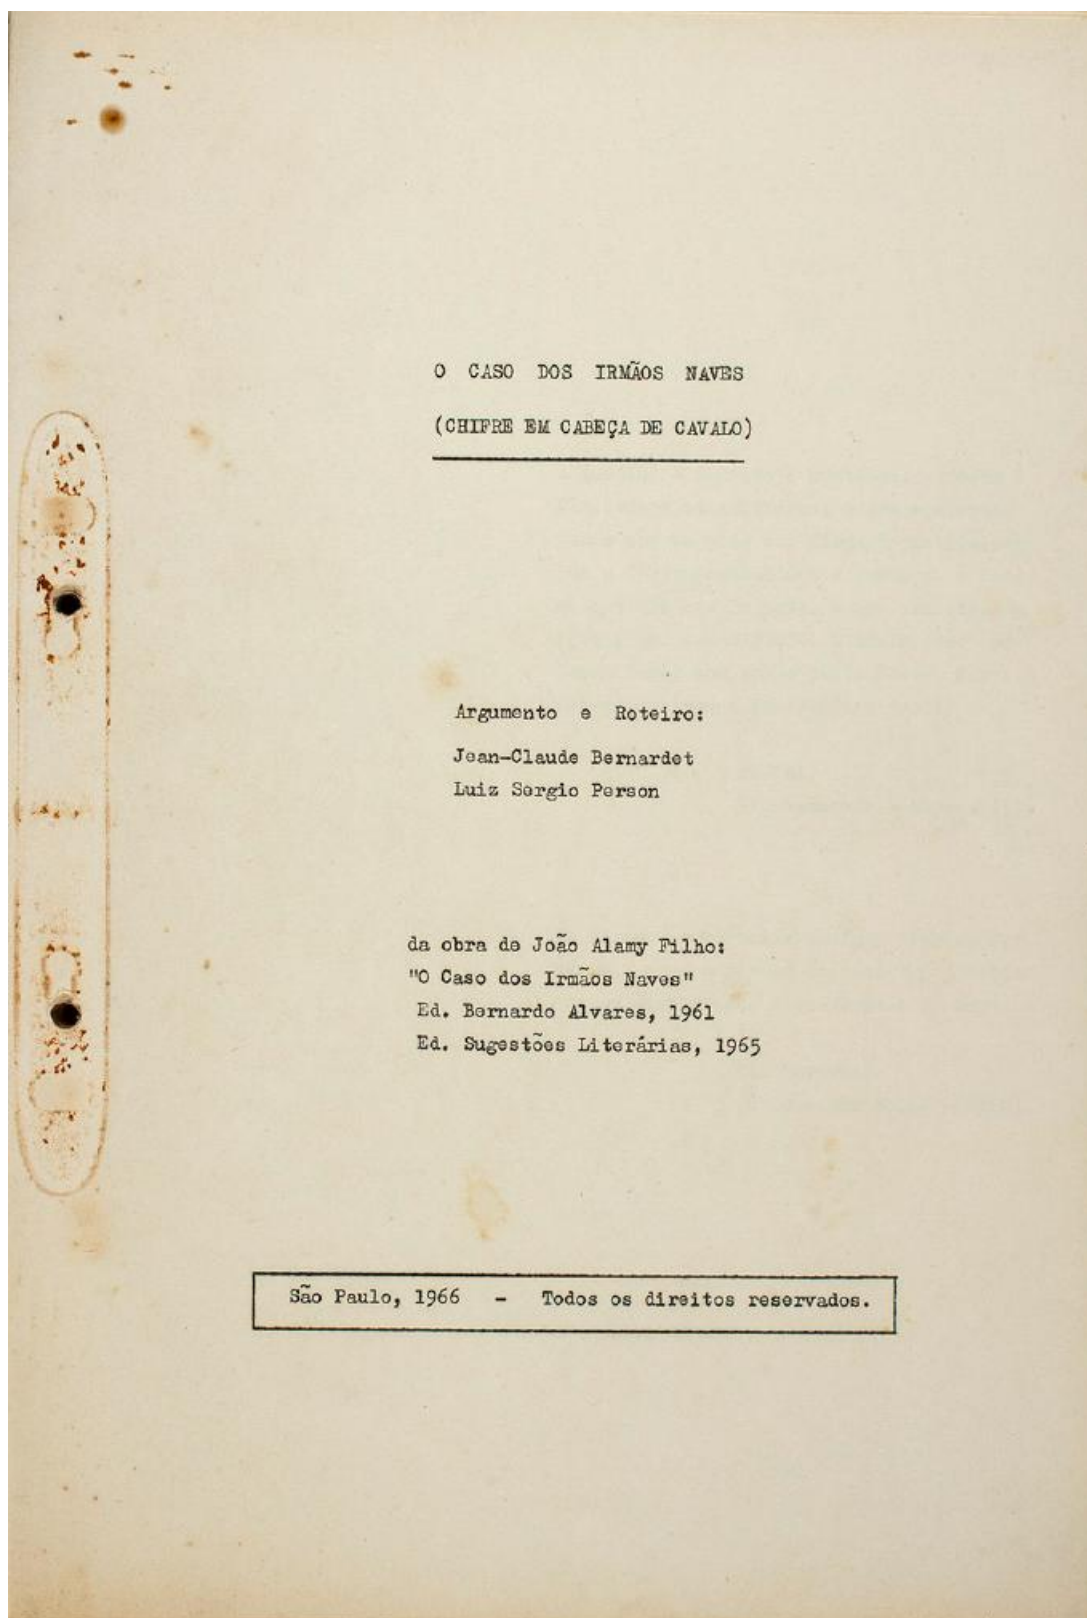 O CASO DOS IRMÃOS NAVES
(CHIFRE EM CABEÇA DE CAVALO)
Argumento e Roteiro:
Jean-Claude Bernardet
Luiz Sergio Person
da obra de João Alamy Filho:
"O Caso dos Irmãos Naves"
Ed. Bernardo Alvares, 1961
Ed. Sugestões Literárias, 1965
São Paulo, 1966 - Todos os direitos reservados.